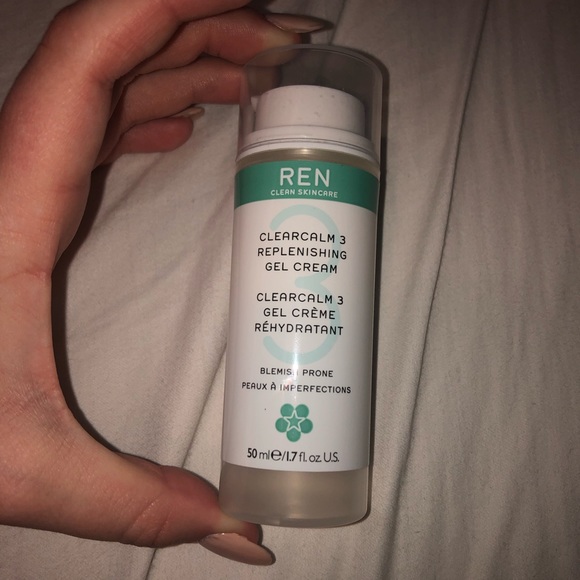 REN
CLEAN SKINCARE
CLEARCALM 3
REPLENISHING
GEL CREAM
CLEARCALM 3
GEL CRÈME
RÉHYDRATANT
BLEMISH PRONE
PEAUX À IMPERFECTIONS
50 ml℮/1.7 fl. oz. U.S.
3